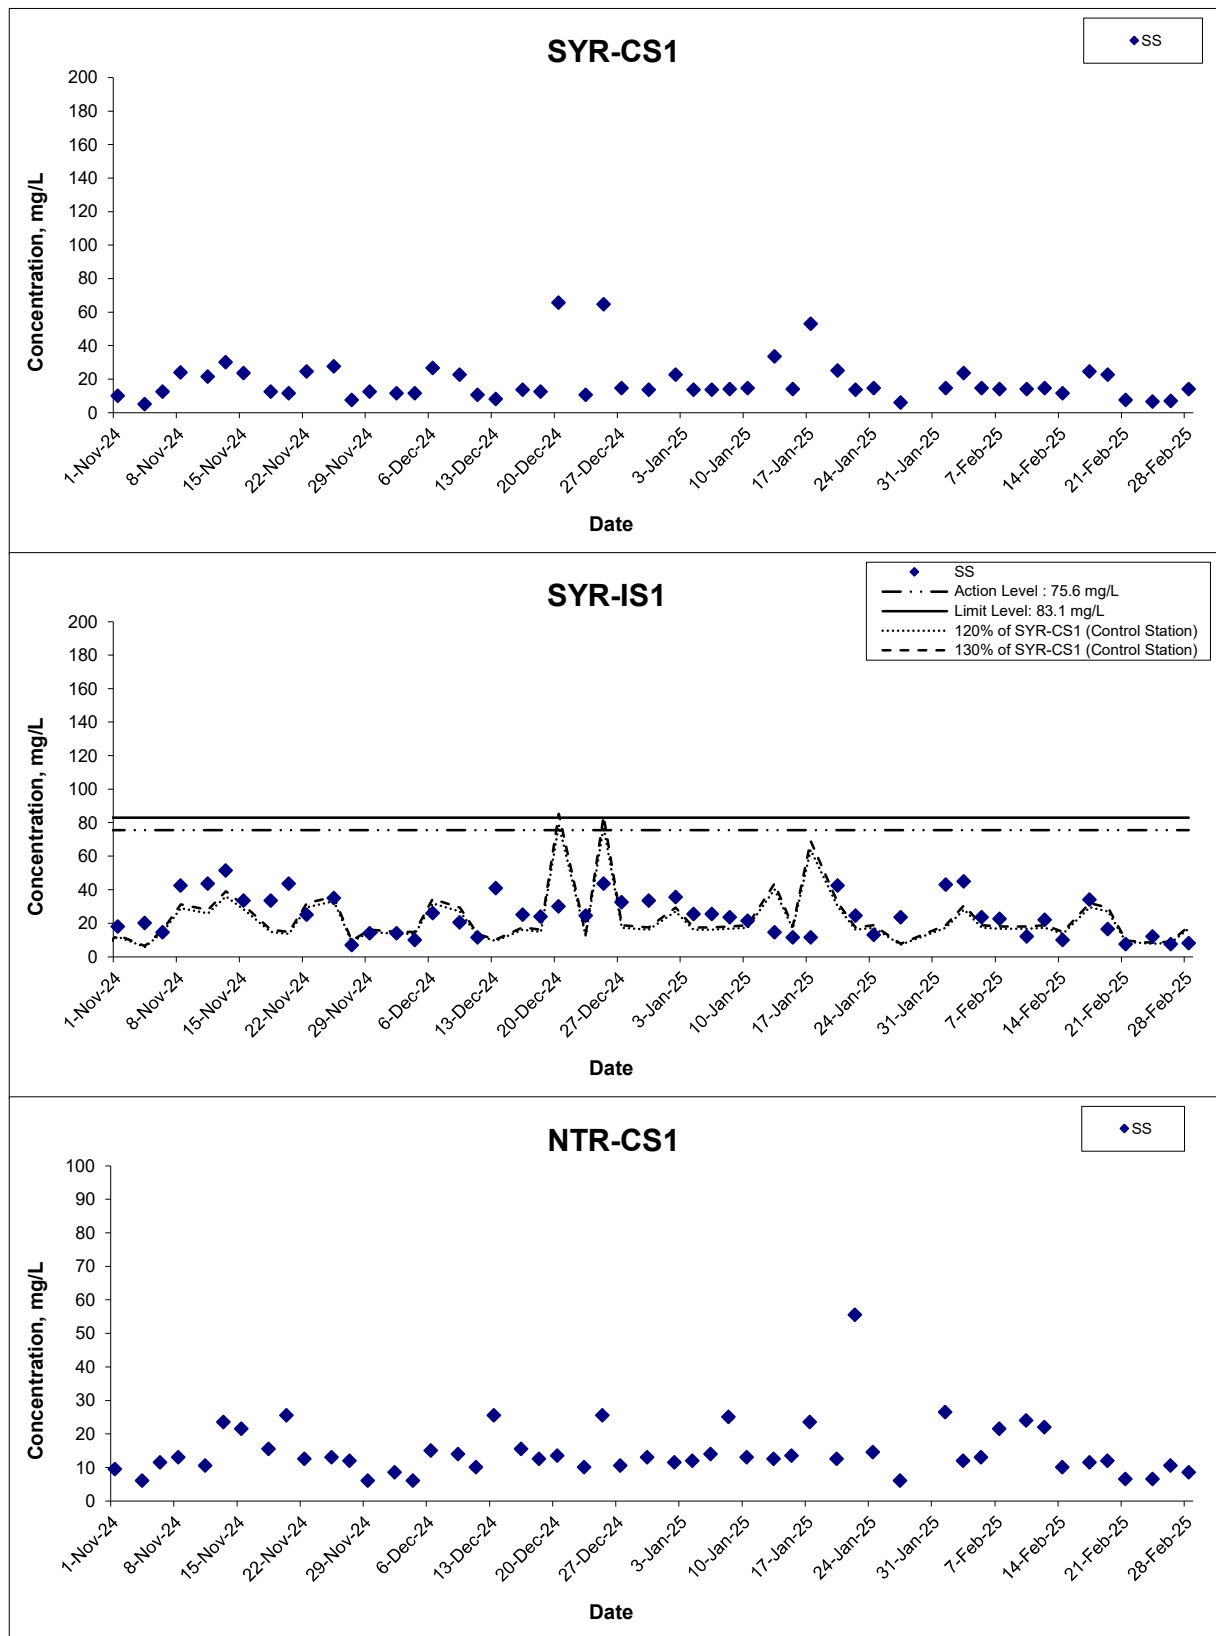 SYR-CS1
SS
Concentration, mg/L
200
180
160
140
120
100
80
60
40
20
0
1-Nov-24
8-Nov-24
15-Nov-24
22-Nov-24
29-Nov-24
6-Dec-24
13-Dec-24
20-Dec-24
27-Dec-24
3-Jan-25
10-Jan-25
17-Jan-25
24-Jan-25
31-Jan-25
7-Feb-25
14-Feb-25
21-Feb-25
28-Feb-25
Date
SYR-IS1
SS
Action Level : 75.6 mg/L
Limit Level: 83.1 mg/L
120% of SYR-CS1 (Control Station)
130% of SYR-CS1 (Control Station)
Concentration, mg/L
200
180
160
140
120
100
80
60
40
20
0
1-Nov-24
8-Nov-24
15-Nov-24
22-Nov-24
29-Nov-24
6-Dec-24
13-Dec-24
20-Dec-24
27-Dec-24
3-Jan-25
10-Jan-25
17-Jan-25
24-Jan-25
31-Jan-25
7-Feb-25
14-Feb-25
21-Feb-25
28-Feb-25
Date
NTR-CS1
SS
Concentration, mg/L
100
90
80
70
60
50
40
30
20
10
0
1-Nov-24
8-Nov-24
15-Nov-24
22-Nov-24
29-Nov-24
6-Dec-24
13-Dec-24
20-Dec-24
27-Dec-24
3-Jan-25
10-Jan-25
17-Jan-25
24-Jan-25
31-Jan-25
7-Feb-25
14-Feb-25
21-Feb-25
28-Feb-25
Date